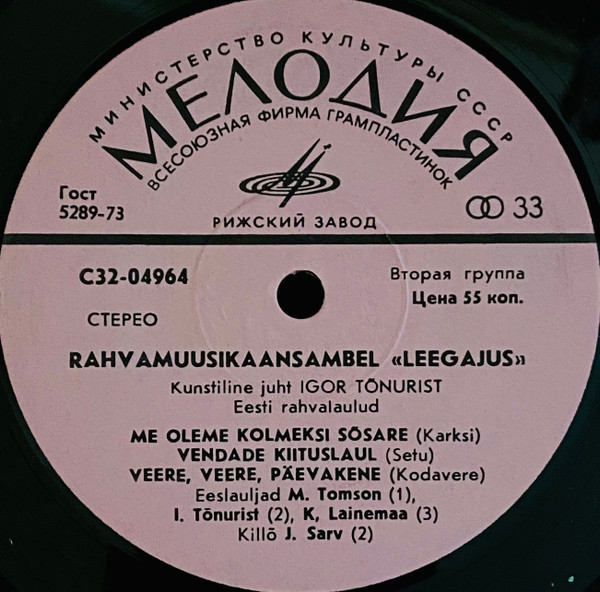 МИНИСТЕРСТВО КУЛЬТУРЫ СССР
МЕЛОДИЯ
ВСЕСОЮЗНАЯ ФИРМА ГРАМПЛАСТИНОК
Гост
5289-73
33
РИЖСКИЙ ЗАВОД
С32-04964
Вторая группа
Цена 55 коп.
СТЕРЕО
RAHVAMUUSIKAANSAMBEL «LEEGAJUS»
Kunstiline juht IGOR TÕNURIST
Eesti rahvalaulud
ME OLEME KOLMEKSI SÕSARE (Karksi)
VENDADE KIITUSLAUL (Setu)
VEERE, VEERE, PÄEVAKENE (Kodavere)
Eeslauljad M. Tomson (1),
I. Tõnurist (2), K, Lainemaa (3)
Killõ J. Sarv (2)